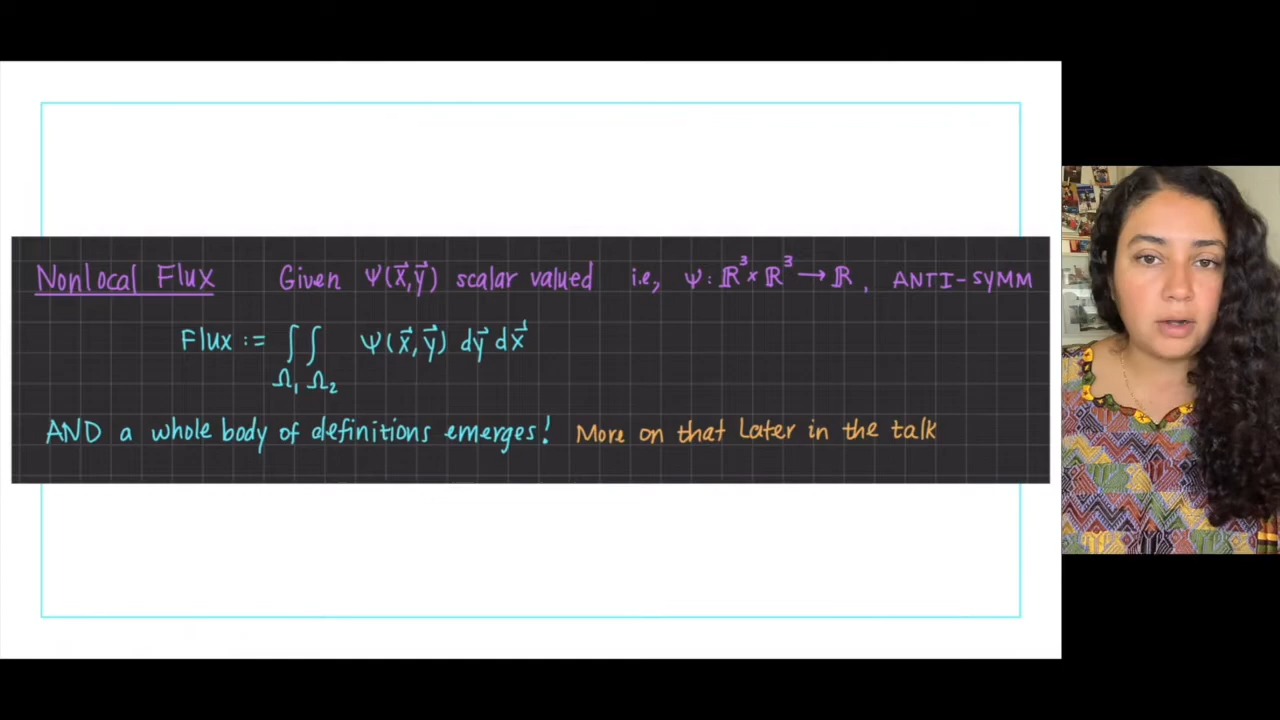 Nonlocal Flux Given Ψ(x⃗,y⃗) scalar valued i.e, Ψ: ℝ³ × ℝ³ → ℝ, ANTI-SYMM
Flux := ∫∫ Ψ(x⃗,y⃗) dy⃗ dx⃗
Ω₁ Ω₂
AND a whole body of definitions emerges! More on that Later in the talk